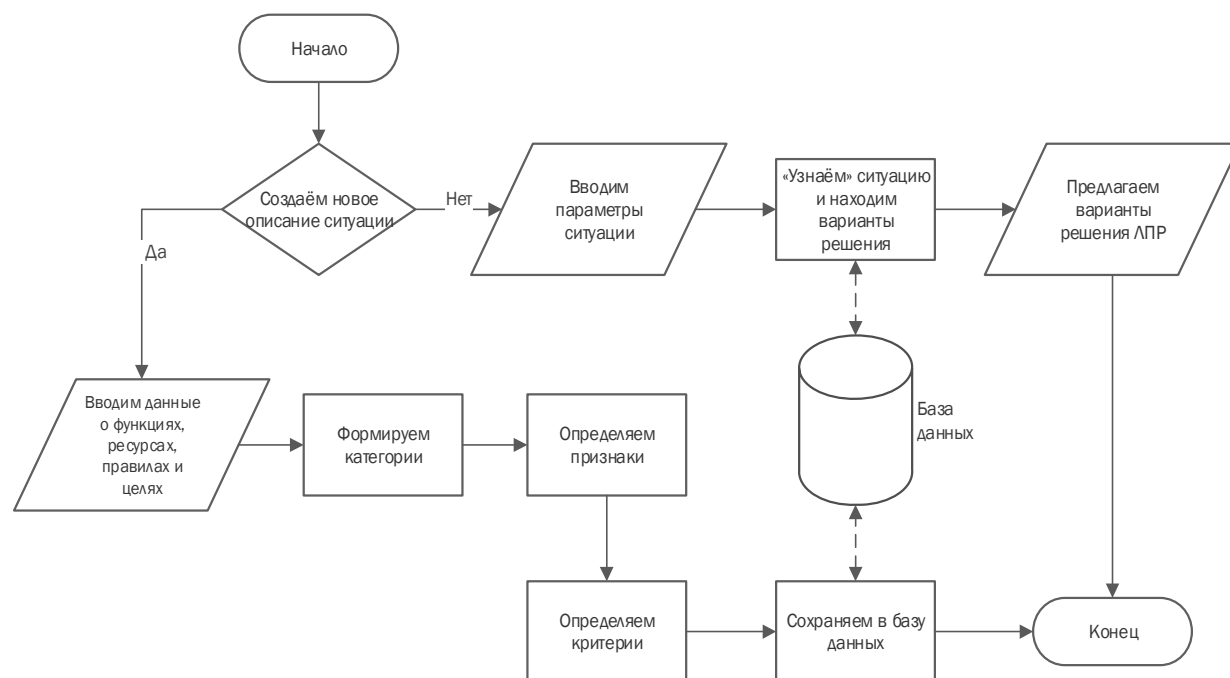 Начало
Создаём новое
описание ситуации
Нет
Да
Вводим
параметры
ситуации
«Узнаём» ситуацию
и находим
варианты
решения
Предлагаем
варианты
решения ЛПР
Вводим данные
о функциях,
ресурсах,
правилах и
целях
Формируем
категории
Определяем
признаки
База
данных
Определяем
критерии
Сохраняем в базу
данных
Конец